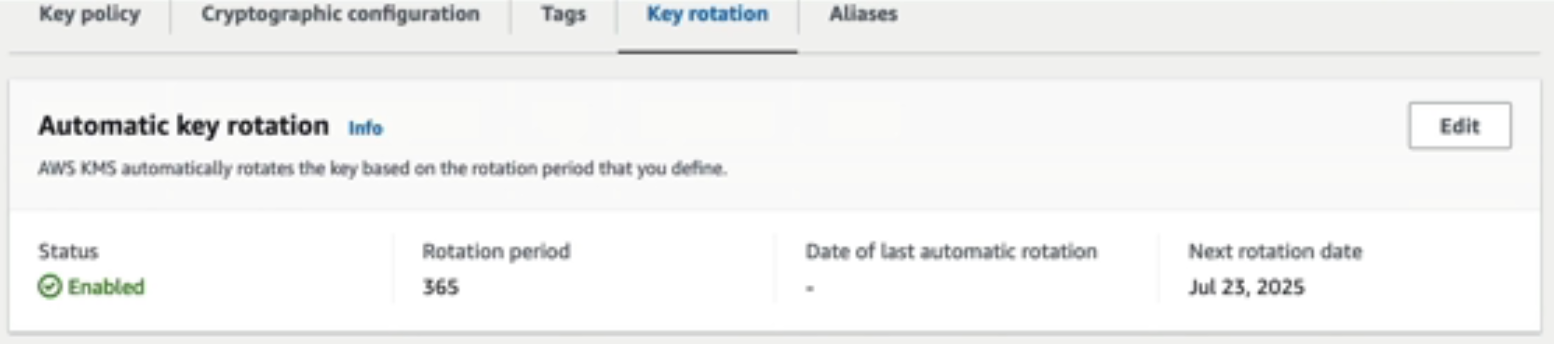 Key policy Cryptographic configuration Tags Key rotation Aliases
Automatic key rotation Info Edit
AWS KMS automatically rotates the key based on the rotation period that you define.
Status Rotation period Date of last automatic rotation Next rotation date
Enabled 365 - Jul 23, 2025